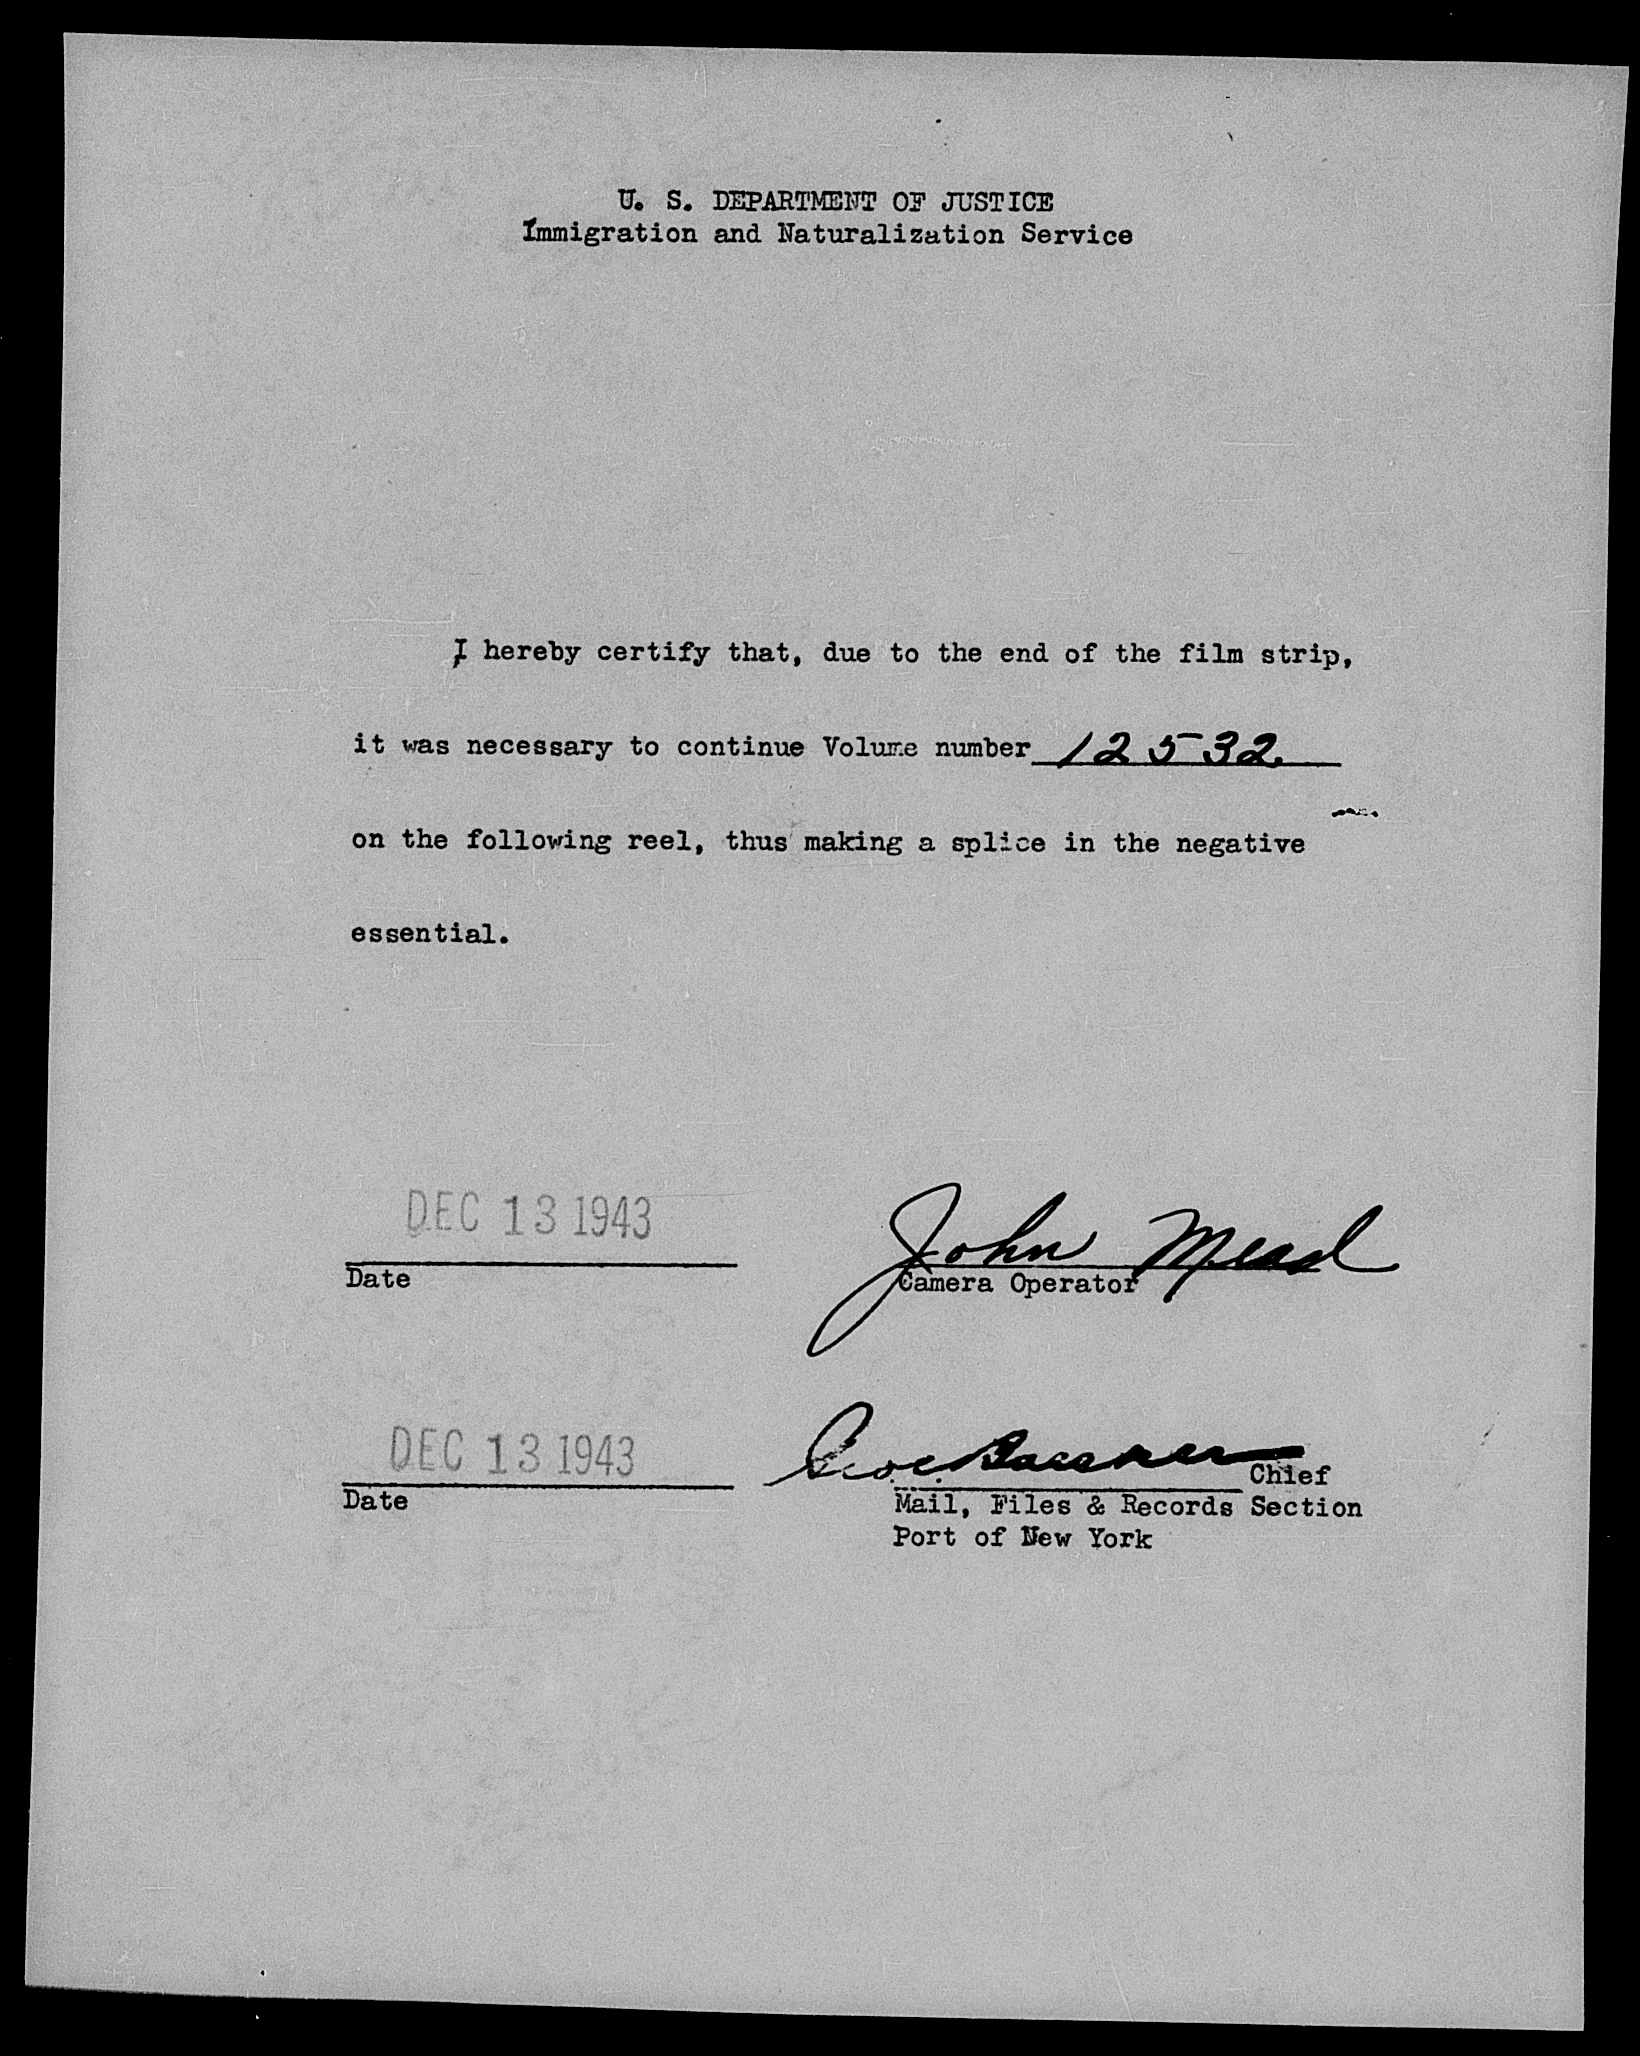 U. S. DEPARTMENT OF JUSTICE
Immigration and Naturalization Service
I hereby certify that, due to the end of the film strip,
it was necessary to continue Volume number 12532
on the following reel, thus making a splice in the negative
essential.
DEC 13 1943
John Mead
Date
Camera Operator
DEC 13 1943
Chief
Date
Mail, Files & Records Section
Port of New York